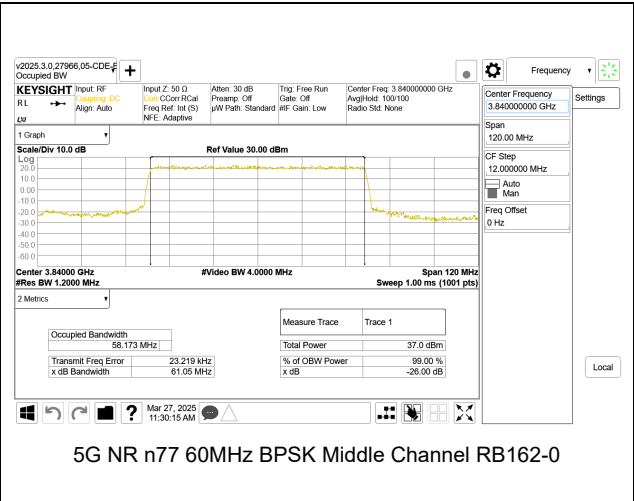 v2025.3.0,27966,05-CDE-E
Occupied BW
Frequency
KEYSIGHT
RL
LXI
Input: RF
Coupling: DC
Align: Auto
Input Z: 50 Ω
Corr CCorr RCal
Freq Ref: Int (S)
NFE: Adaptive
Atten: 30 dB
Preamp: Off
µW Path: Standard
Trig: Free Run
Gate: Off
#IF Gain: Low
Center Freq: 3.840000000 GHz
Avg|Hold: 100/100
Radio Std: None
Center Frequency
3.840000000 GHz
Settings
Span
120.00 MHz
CF Step
12.000000 MHz
Auto
Man
Freq Offset
0 Hz
Local
1 Graph
Scale/Div 10.0 dB
Ref Value 30.00 dBm
Log
20.0
10.0
0.00
-10.0
-20.0
-30.0
-40.0
-50.0
-60.0
Center 3.84000 GHz
#Video BW 4.0000 MHz
Span 120 MHz
#Res BW 1.2000 MHz
Sweep 1.00 ms (1001 pts)
2 Metrics
Occupied Bandwidth
58.173 MHz
Transmit Freq Error 23.219 kHz
x dB Bandwidth 61.05 MHz
Measure Trace Trace 1
Total Power 37.0 dBm
% of OBW Power 99.00 %
x dB -26.00 dB
?
Mar 27, 2025
11:30:15 AM
5G NR n77 60MHz BPSK Middle Channel RB162-0